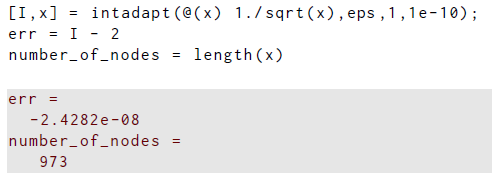 [I,x] = intadapt(@(x) 1./sqrt(x),eps,1,1e-10);
err = I - 2
number_of_nodes = length(x)
err =
-2.4282e-08
number_of_nodes =
973